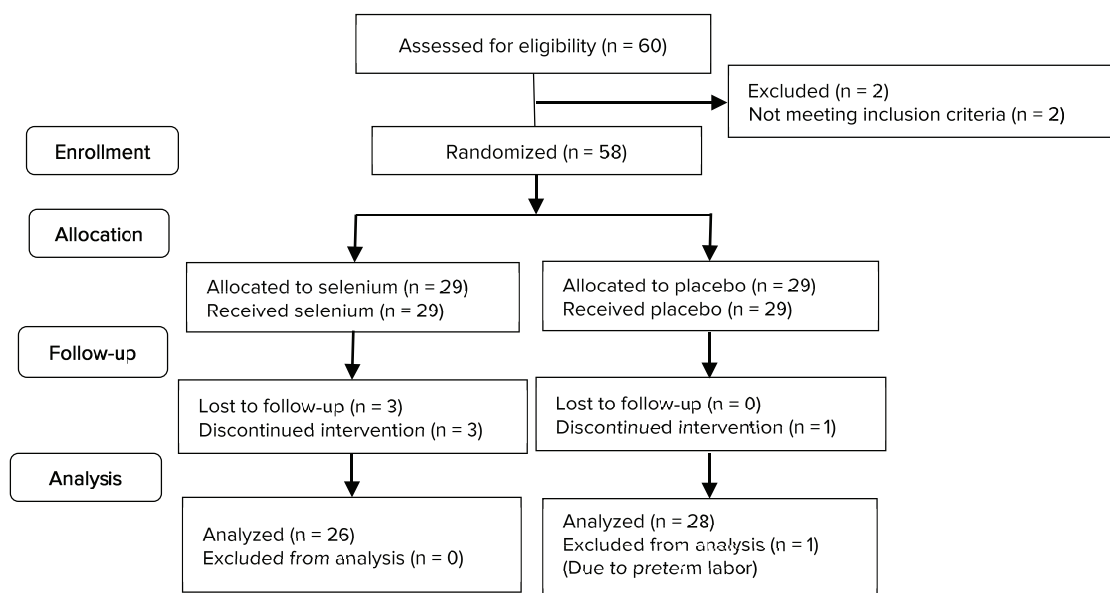 Assessed for eligibility (n = 60)
Excluded (n = 2)
Not meeting inclusion criteria (n = 2)
Enrollment
Randomized (n = 58)
Allocation
Allocated to selenium (n = 29)
Received selenium (n = 29)
Allocated to placebo (n = 29)
Received placebo (n = 29)
Follow-up
Lost to follow-up (n = 3)
Discontinued intervention (n = 3)
Lost to follow-up (n = 0)
Discontinued intervention (n = 1)
Analysis
Analyzed (n = 26)
Excluded from analysis (n = 0)
Analyzed (n = 28)
Excluded from analysis (n = 1)
(Due to preterm labor)